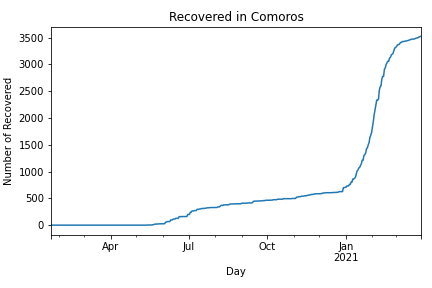 Recovered in Comoros
Number of Recovered
3500
3000
2500
2000
1500
1000
500
0
Apr
Jul
Oct
Jan
2021
Day